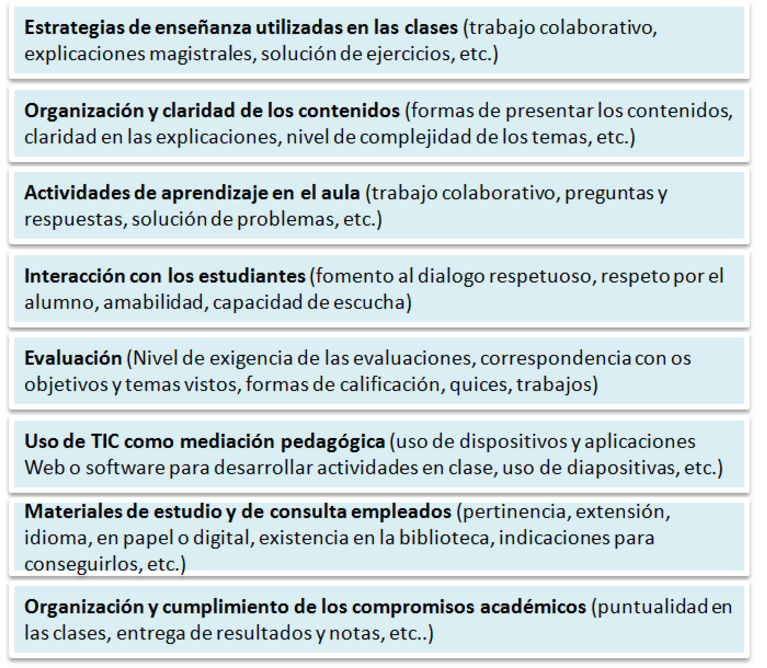 Estrategias de enseñanza utilizadas en las clases (trabajo colaborativo,
explicaciones magistrales, solución de ejercicios, etc.)
Organización y claridad de los contenidos (formas de presentar los contenidos,
claridad en las explicaciones, nivel de complejidad de los temas, etc.)
Actividades de aprendizaje en el aula (trabajo colaborativo, preguntas y
respuestas, solución de problemas, etc.)
Interacción con los estudiantes (fomento al dialogo respetuoso, respeto por el
alumno, amabilidad, capacidad de escucha)
Evaluación (Nivel de exigencia de las evaluaciones, correspondencia con os
objetivos y temas vistos, formas de calificación, quices, trabajos)
Uso de TIC como mediación pedagógica (uso de dispositivos y aplicaciones
Web o software para desarrollar actividades en clase, uso de diapositivas, etc.)
Materiales de estudio y de consulta empleados (pertinencia, extensión,
idioma, en papel o digital, existencia en la biblioteca, indicaciones para
conseguirlos, etc.)
Organización y cumplimiento de los compromisos académicos (puntualidad en
las clases, entrega de resultados y notas, etc..)